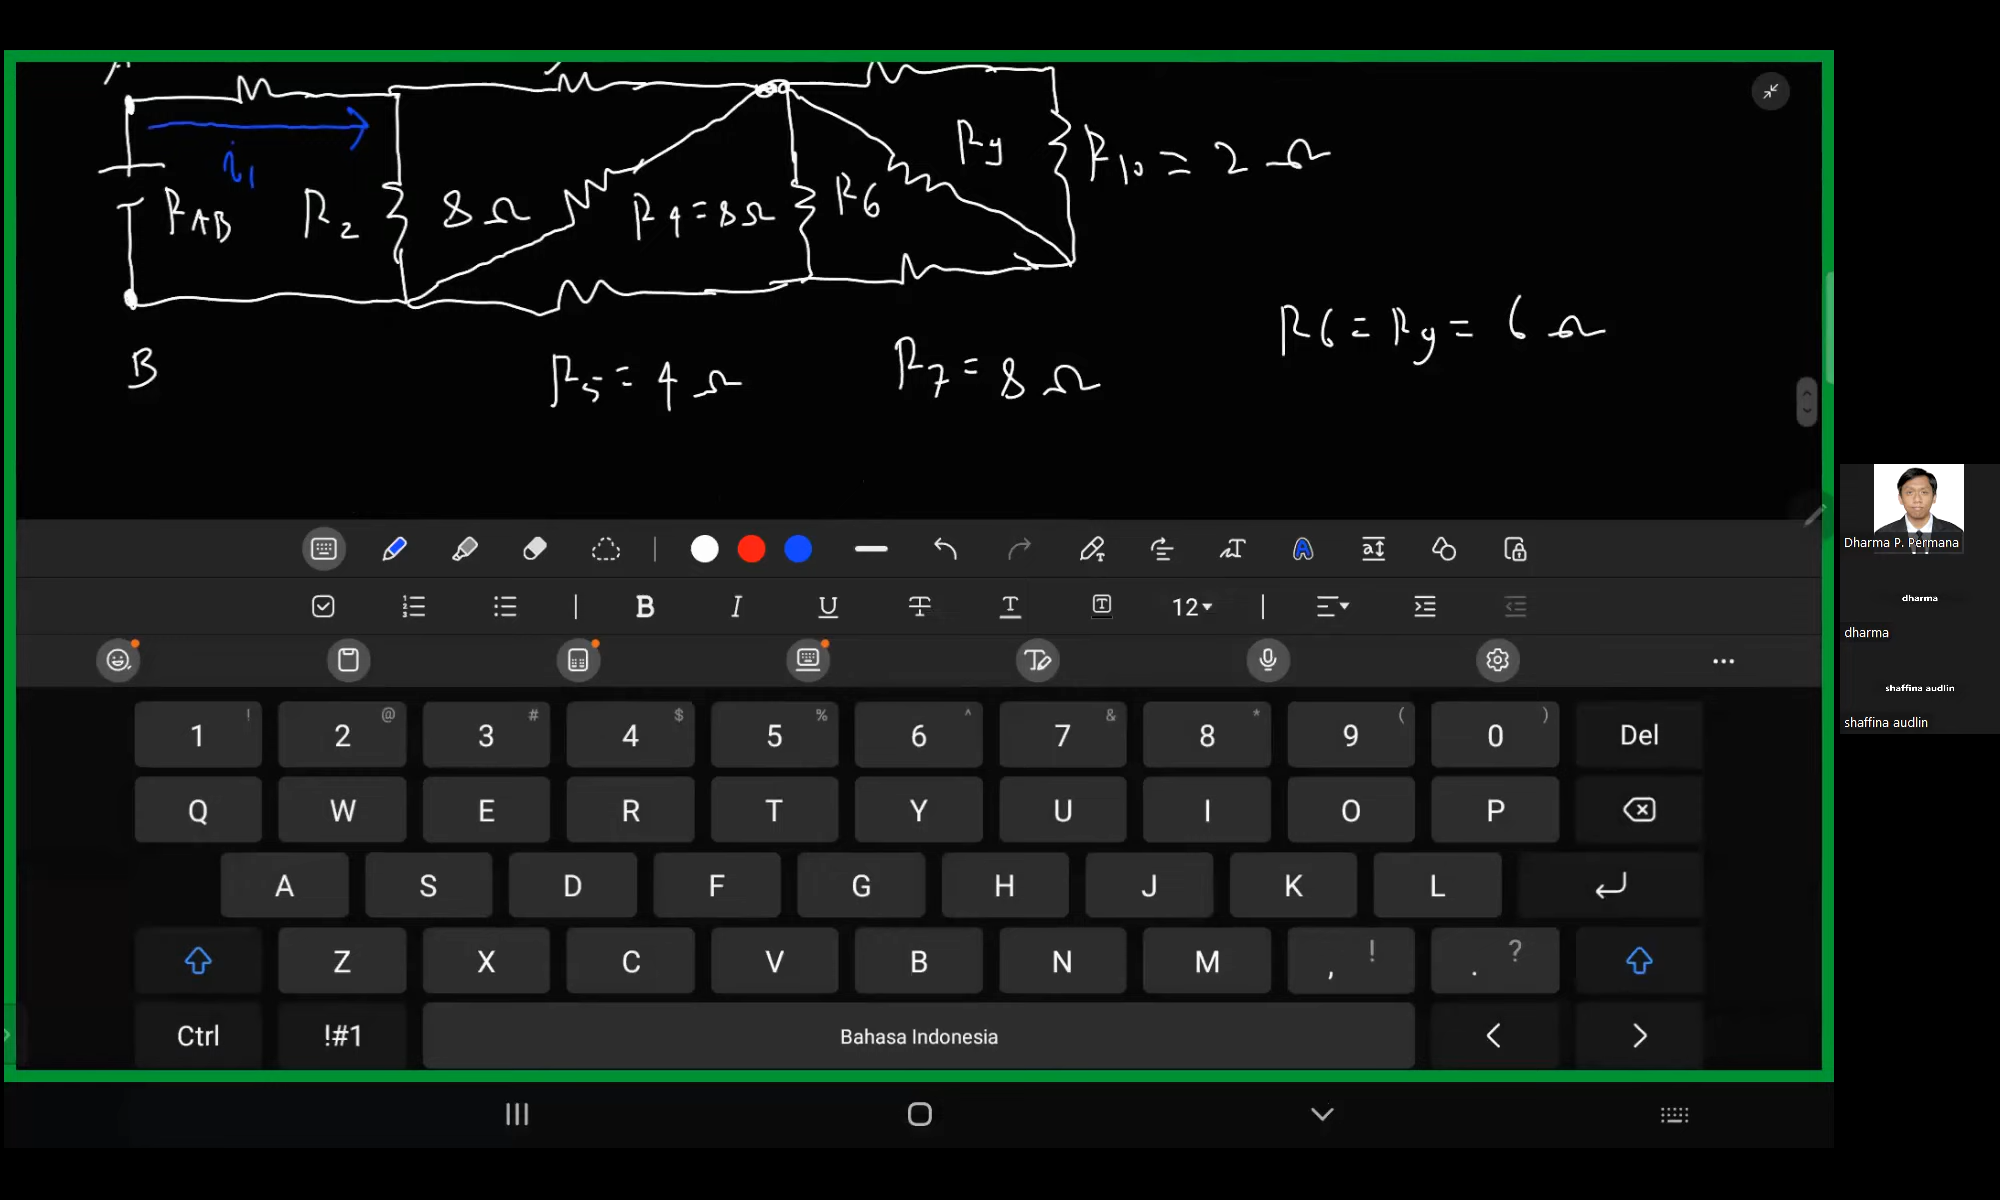 A
i1
RAB
R2
8 Ω
R4 = 8 Ω
R6
Ry
R10 = 2 Ω
B
R5 = 4 Ω
R7 = 8 Ω
R6 = Ry = 6 Ω
Dharma P. Permana
dharma
dharma
shaffina audlin
shaffina audlin
B I U T T T 12
1 ! 2 @ 3 # 4 $ 5 % 6 ^ 7 & 8 * 9 ( 0 ) Del
Q W E R T Y U I O P
A S D F G H J K L
Z X C V B N M , ! . ?
Ctrl !#1 Bahasa Indonesia < >